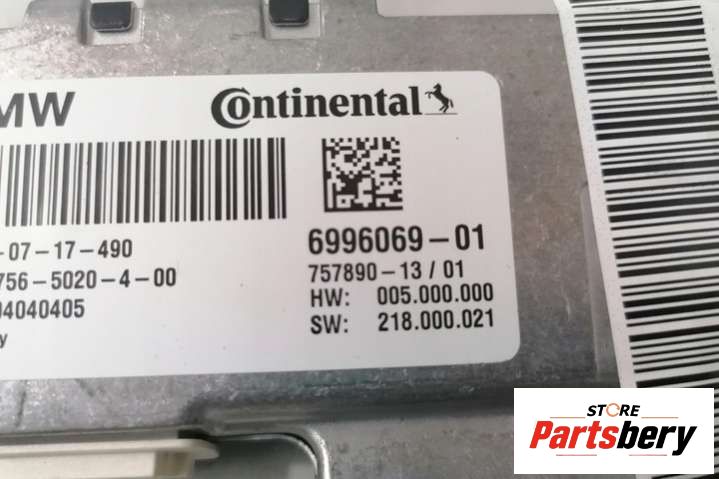 MW
Continental
-07-17-490
756-5020-4-00
04040405
y
6996069-01
757890-13 / 01
HW: 005.000.000
SW: 218.000.021
STORE
Partsbery